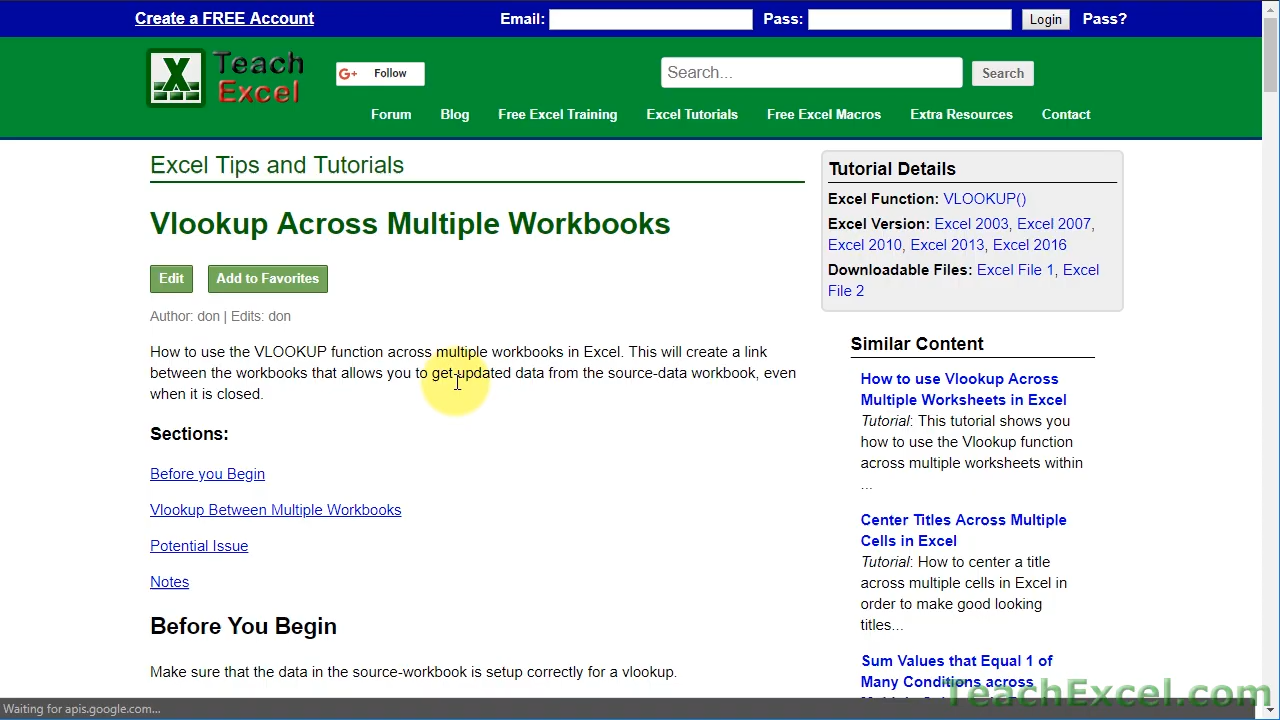 Create a FREE Account Email: Pass: Login Pass?
Teach
Excel
G+ Follow
Search... Search
Forum Blog Free Excel Training Excel Tutorials Free Excel Macros Extra Resources Contact
Excel Tips and Tutorials
Vlookup Across Multiple Workbooks
Edit Add to Favorites
Author: don | Edits: don
How to use the VLOOKUP function across multiple workbooks in Excel. This will create a link
between the workbooks that allows you to get-updated data from the source-data workbook, even
when it is closed.
Sections:
Before you Begin
Vlookup Between Multiple Workbooks
Potential Issue
Notes
Before You Begin
Make sure that the data in the source-workbook is setup correctly for a vlookup.
Tutorial Details
Excel Function: VLOOKUP()
Excel Version: Excel 2003, Excel 2007,
Excel 2010, Excel 2013, Excel 2016
Downloadable Files: Excel File 1, Excel
File 2
Similar Content
How to use Vlookup Across
Multiple Worksheets in Excel
Tutorial: This tutorial shows you
how to use the Vlookup function
across multiple worksheets within
...
Center Titles Across Multiple
Cells in Excel
Tutorial: How to center a title
across multiple cells in Excel in
order to make good looking
titles...
Sum Values that Equal 1 of
Many Conditions across
Waiting for apis.google.com...
TeachExcel.com